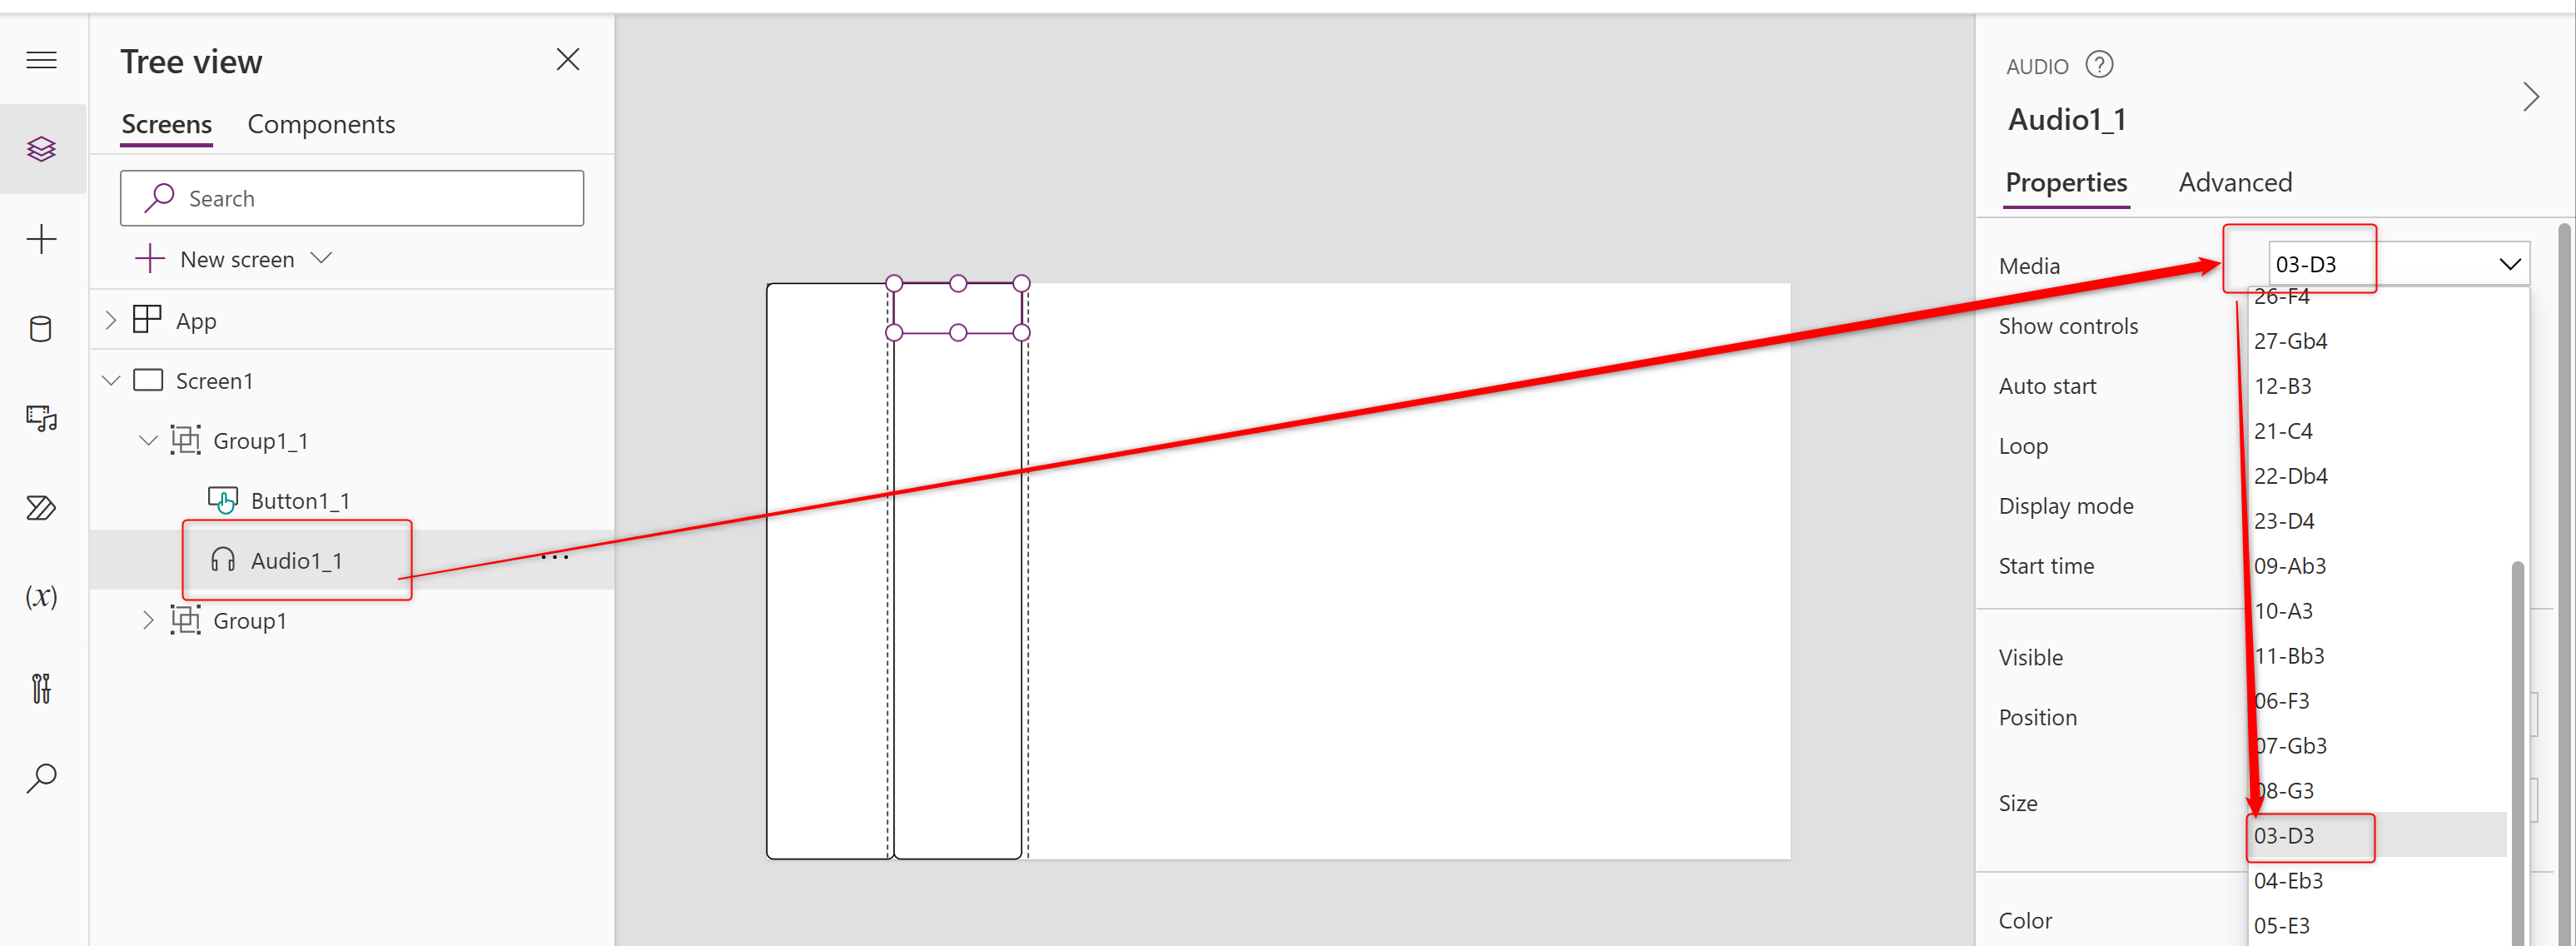 Tree view
Screens Components
Search
New screen
App
Screen1
Group1_1
Button1_1
Audio1_1
...
Group1
(x)
AUDIO ?
Audio1_1
Properties Advanced
Media 03-D3
Show controls
Auto start
Loop
Display mode
Start time
Visible
Position
Size
Color
26-F4
27-Gb4
12-B3
21-C4
22-Db4
23-D4
09-Ab3
10-A3
11-Bb3
06-F3
07-Gb3
08-G3
03-D3
04-Eb3
05-E3